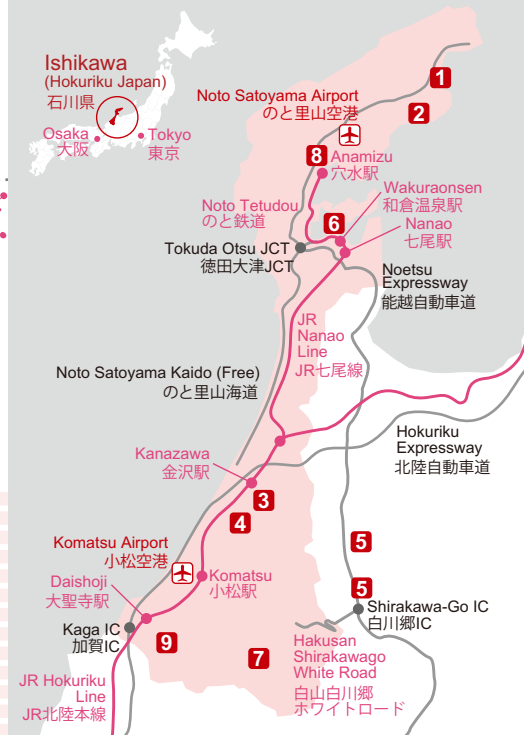 Ishikawa
(Hokuriku Japan)
石川県
Osaka
大阪
Tokyo
東京
1
Noto Satoyama Airport
のと里山空港
2
8
Anamizu
穴水駅
Wakuraonsen
和倉温泉駅
Noto Tetudou
のと鉄道
6
Nanao
七尾駅
Tokuda Otsu JCT
徳田大津JCT
Noetsu
Expressway
能越自動車道
JR
Nanao
Line
JR七尾線
Noto Satoyama Kaido (Free)
のと里山海道
Hokuriku
Expressway
北陸自動車道
Kanazawa
金沢駅
3
4
5
Komatsu Airport
小松空港
Komatsu
小松駅
5
Daishoji
大聖寺駅
Shirakawa-Go IC
白川郷IC
Kaga IC
加賀IC
9
7
Hakusan
Shirakawago
White Road
白山白川郷
ホワイトロード
JR Hokuriku
Line
JR北陸本線